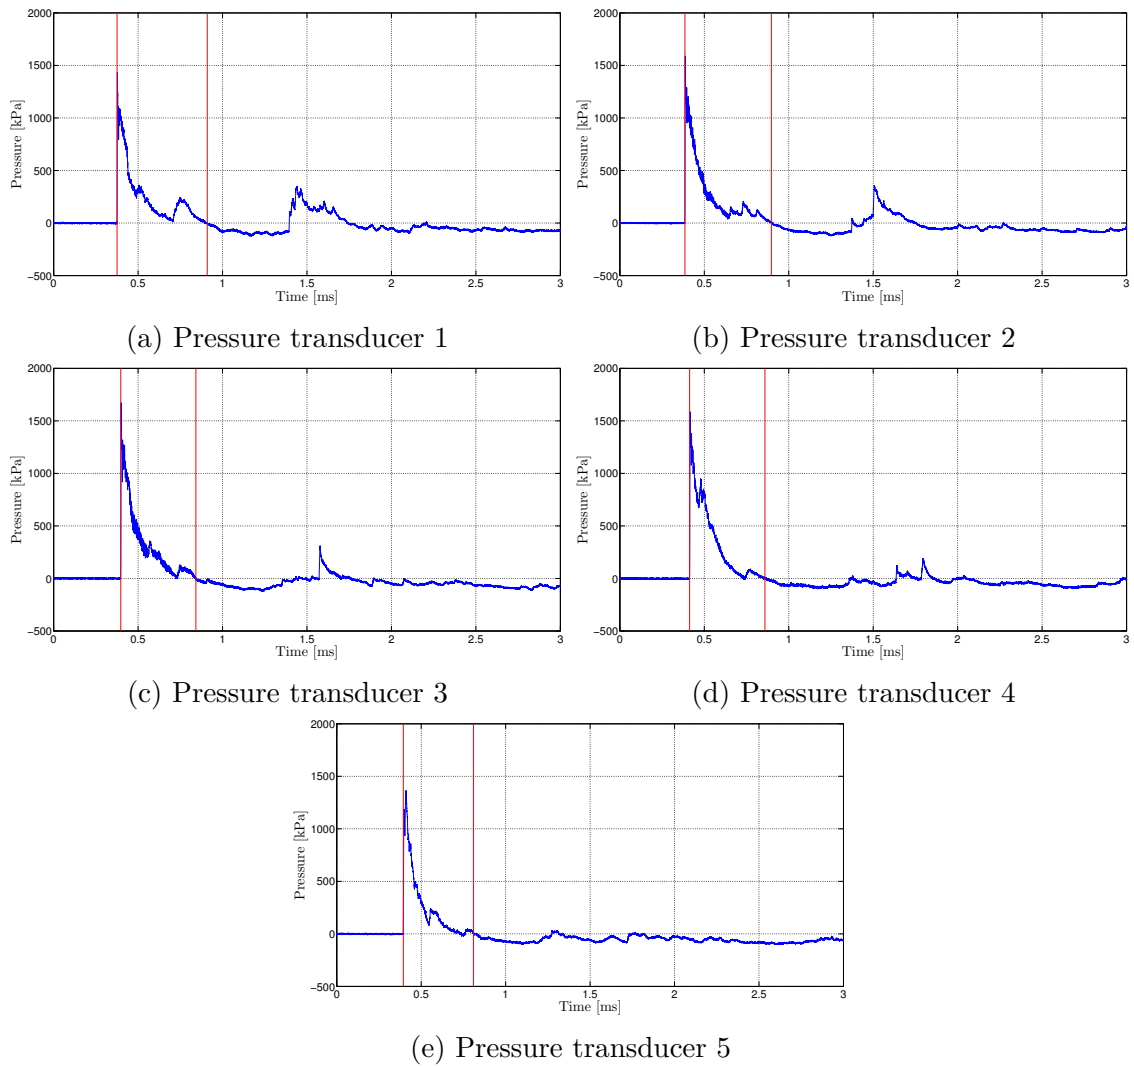 2000
1500
1000
500
0
−500
Pressure [kPa]
0 0.5 1 1.5 2 2.5 3
Time [ms]
(a) Pressure transducer 1
2000
1500
1000
500
0
−500
Pressure [kPa]
0 0.5 1 1.5 2 2.5 3
Time [ms]
(b) Pressure transducer 2
2000
1500
1000
500
0
−500
Pressure [kPa]
0 0.5 1 1.5 2 2.5 3
Time [ms]
(c) Pressure transducer 3
2000
1500
1000
500
0
−500
Pressure [kPa]
0 0.5 1 1.5 2 2.5 3
Time [ms]
(d) Pressure transducer 4
2000
1500
1000
500
0
−500
Pressure [kPa]
0 0.5 1 1.5 2 2.5 3
Time [ms]
(e) Pressure transducer 5